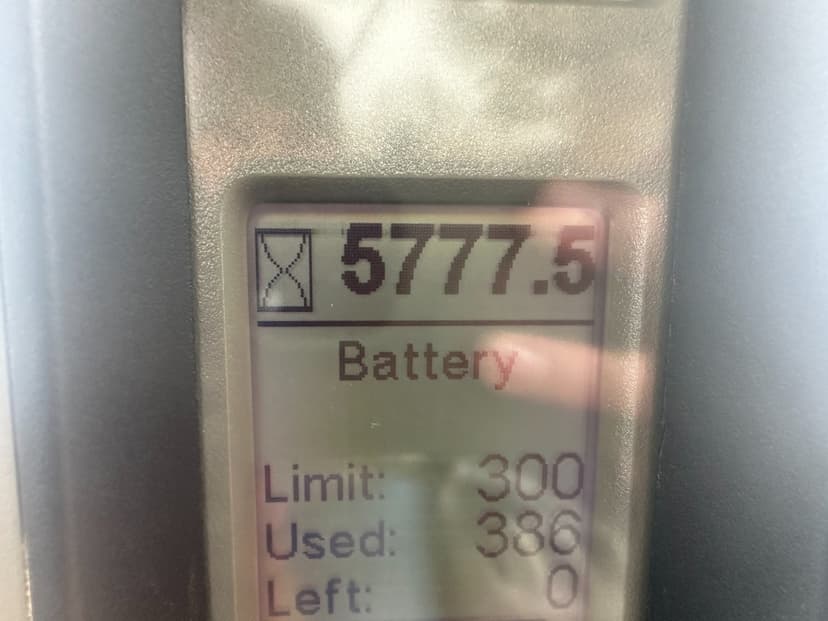 5777.5
Battery
Limit: 300
Used: 386
Left: 0